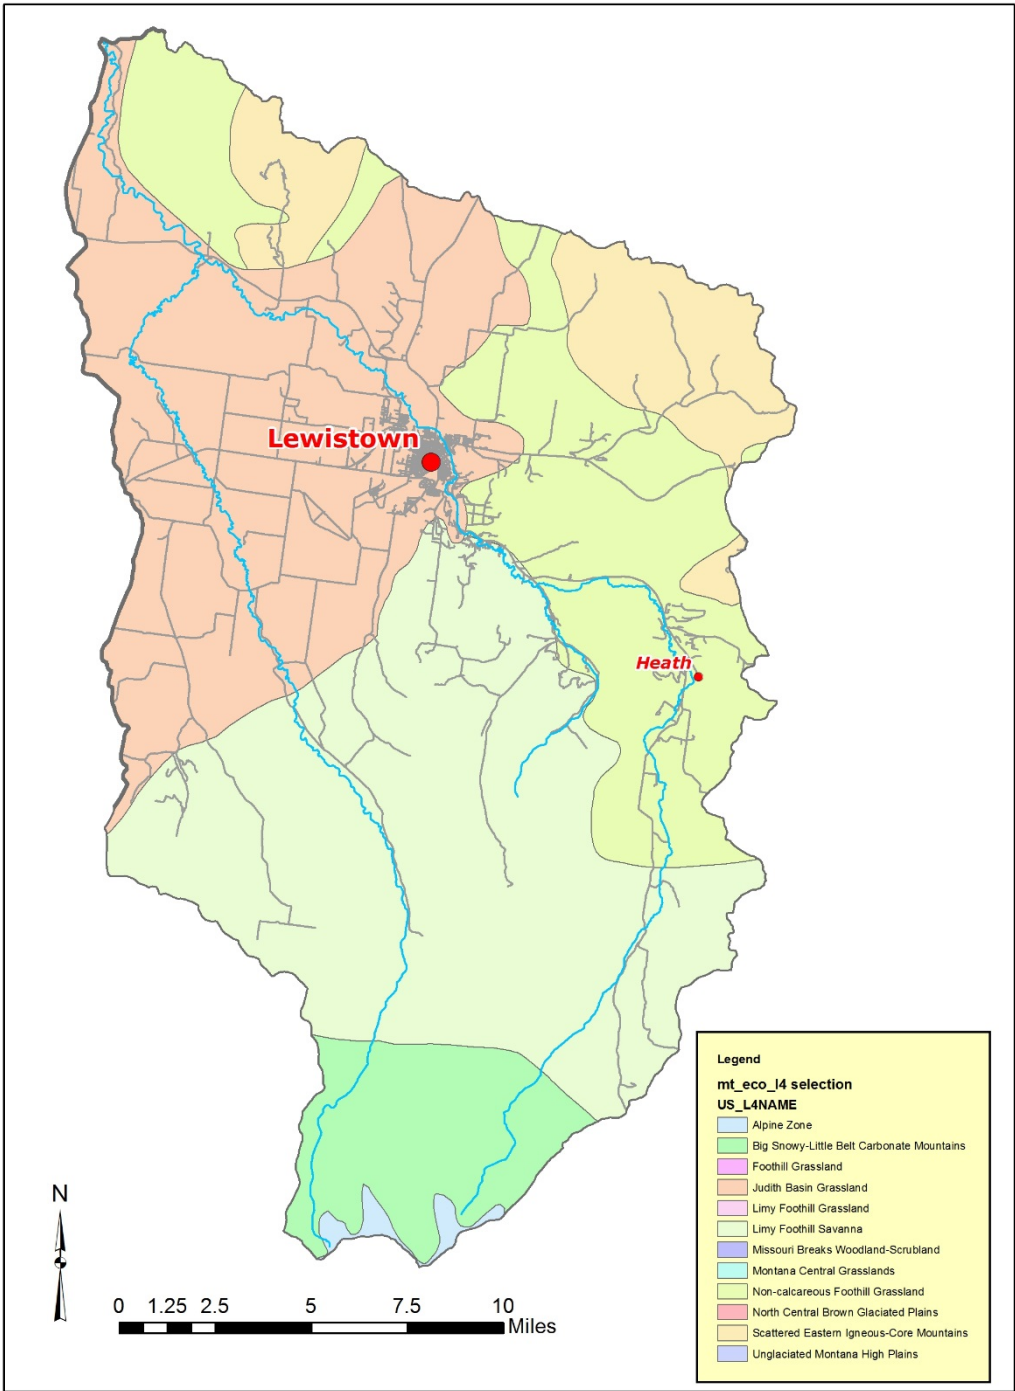 Lewistown
Heath
Legend
mt_eco_l4 selection
US_L4NAME
Alpine Zone
Big Snowy-Little Belt Carbonate Mountains
Foothill Grassland
Judith Basin Grassland
Limy Foothill Grassland
Limy Foothill Savanna
Missouri Breaks Woodland-Scrubland
Montana Central Grasslands
Non-calcareous Foothill Grassland
North Central Brown Glaciated Plains
Scattered Eastern Igneous-Core Mountains
Unglaciated Montana High Plains
N
0 1.25 2.5 5 7.5 10
Miles